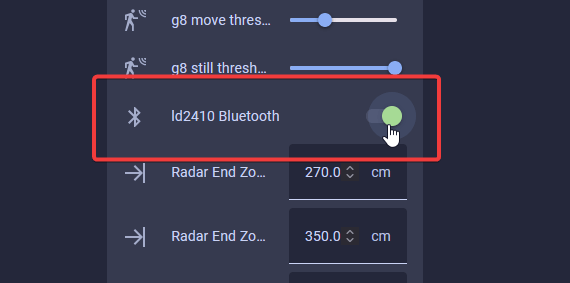 g8 move thres...
g8 still thresh...
ld2410 Bluetooth
Radar End Zo... 270.0 cm
Radar End Zo... 350.0 cm